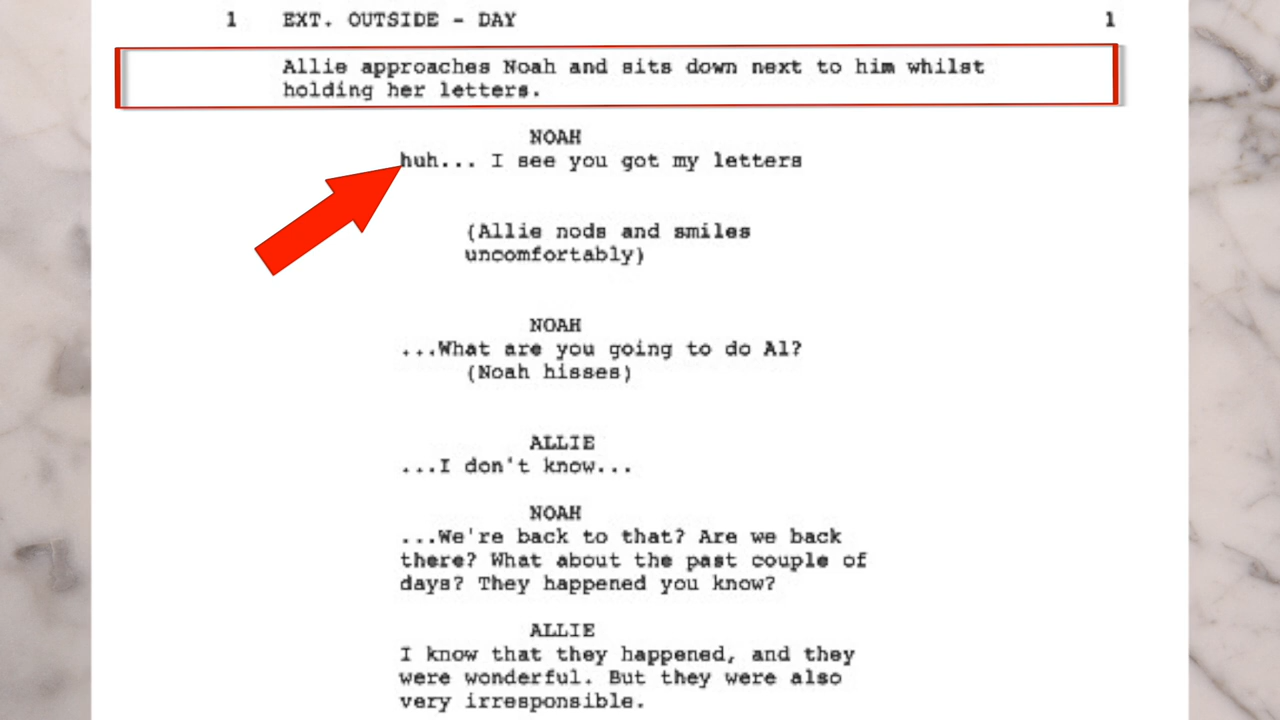 1 EXT. OUTSIDE - DAY 1
Allie approaches Noah and sits down next to him whilst
holding her letters.
NOAH
huh... I see you got my letters
(Allie nods and smiles
uncomfortably)
NOAH
...What are you going to do Al?
(Noah hisses)
ALLIE
...I don't know...
NOAH
...We're back to that? Are we back
there? What about the past couple of
days? They happened you know?
ALLIE
I know that they happened, and they
were wonderful. But they were also
very irresponsible.